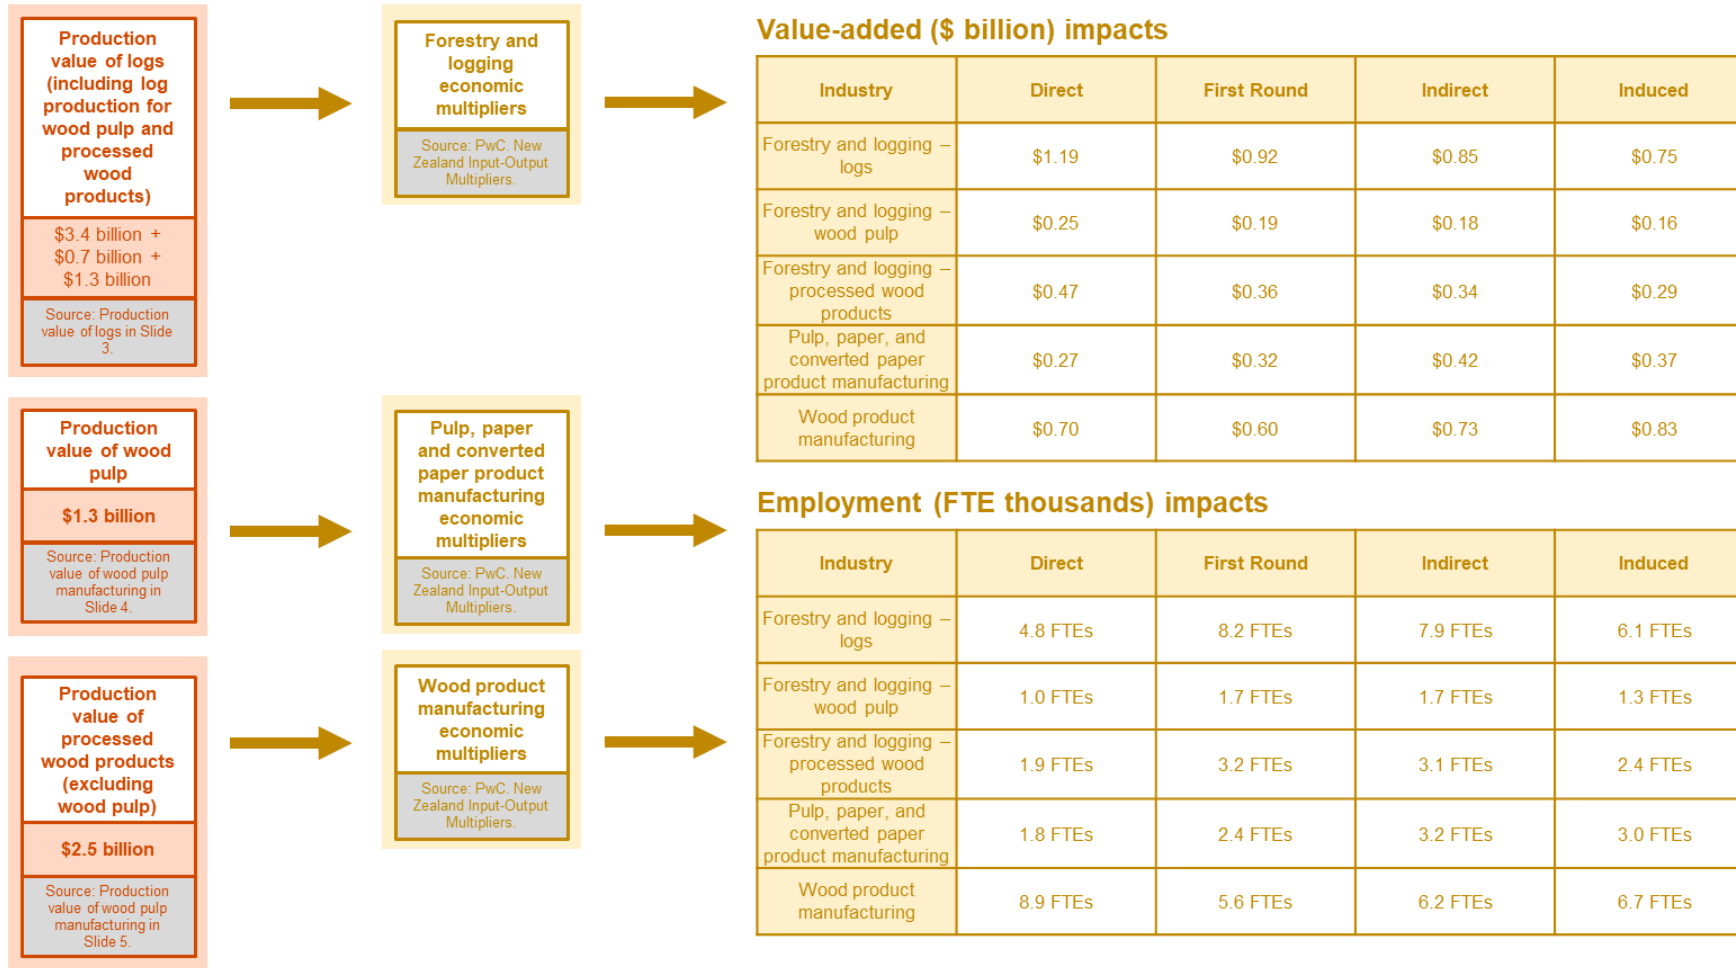 Production
value of logs
(including log
production for
wood pulp and
processed
wood
products)
$3.4 billion +
$0.7 billion +
$1.3 billion
Source: Production
value of logs in Slide
3.
Forestry and
logging
economic
multipliers
Source: PwC. New
Zealand Input-Output
Multipliers.
Production
value of wood
pulp
$1.3 billion
Source: Production
value of wood pulp
manufacturing in
Slide 4.
Pulp, paper
and converted
paper product
manufacturing
economic
multipliers
Source: PwC. New
Zealand Input-Output
Multipliers.
Production
value of
processed
wood products
(excluding
wood pulp)
$2.5 billion
Source: Production
value of wood pulp
manufacturing in
Slide 5.
Wood product
manufacturing
economic
multipliers
Source: PwC. New
Zealand Input-Output
Multipliers.
Value-added ($ billion) impacts
Industry Direct First Round Indirect Induced
Forestry and logging –
logs
$1.19 $0.92 $0.85 $0.75
Forestry and logging –
wood pulp
$0.25 $0.19 $0.18 $0.16
Forestry and logging –
processed wood
products
$0.47 $0.36 $0.34 $0.29
Pulp, paper, and
converted paper
product manufacturing
$0.27 $0.32 $0.42 $0.37
Wood product
manufacturing
$0.70 $0.60 $0.73 $0.83
Employment (FTE thousands) impacts
Industry Direct First Round Indirect Induced
Forestry and logging –
logs
4.8 FTEs 8.2 FTEs 7.9 FTEs 6.1 FTEs
Forestry and logging –
wood pulp
1.0 FTEs 1.7 FTEs 1.7 FTEs 1.3 FTEs
Forestry and logging –
processed wood
products
1.9 FTEs 3.2 FTEs 3.1 FTEs 2.4 FTEs
Pulp, paper, and
converted paper
product manufacturing
1.8 FTEs 2.4 FTEs 3.2 FTEs 3.0 FTEs
Wood product
manufacturing
8.9 FTEs 5.6 FTEs 6.2 FTEs 6.7 FTEs